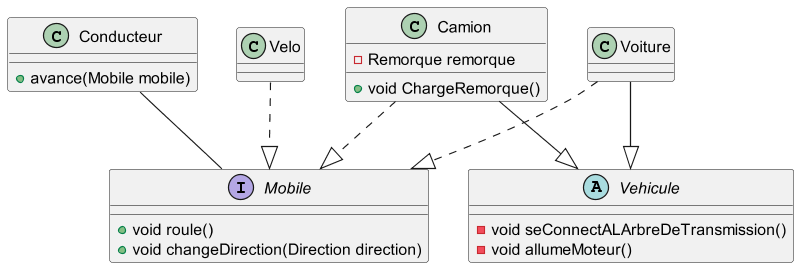 C Conducteur
avance(Mobile mobile)
C Velo
C Camion
Remorque remorque
void ChargeRemorque()
C Voiture
I Mobile
void roule()
void changeDirection(Direction direction)
A Vehicule
void seConnectALArbreDeTransmission()
void allumeMoteur()